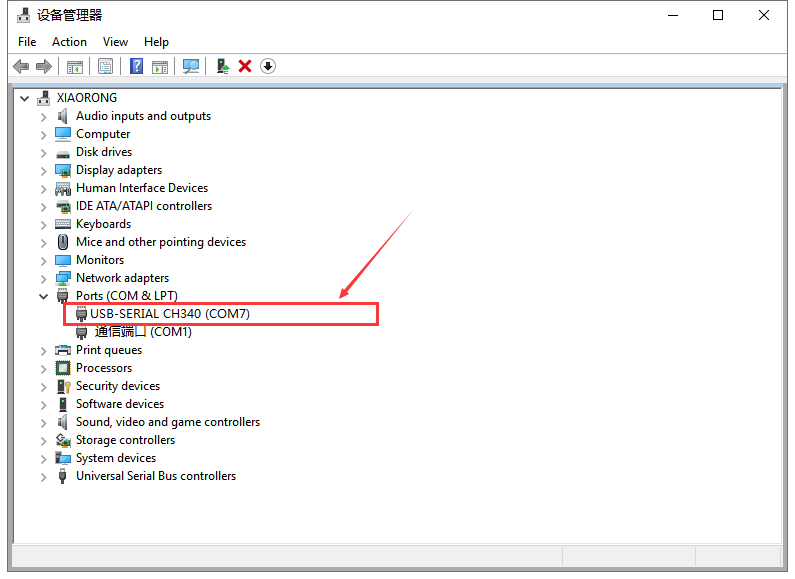 设备管理器
File Action View Help
XIAORONG
Audio inputs and outputs
Computer
Disk drives
Display adapters
Human Interface Devices
IDE ATA/ATAPI controllers
Keyboards
Mice and other pointing devices
Monitors
Network adapters
Ports (COM & LPT)
USB-SERIAL CH340 (COM7)
通信端口 (COM1)
Print queues
Processors
Security devices
Software devices
Sound, video and game controllers
Storage controllers
System devices
Universal Serial Bus controllers